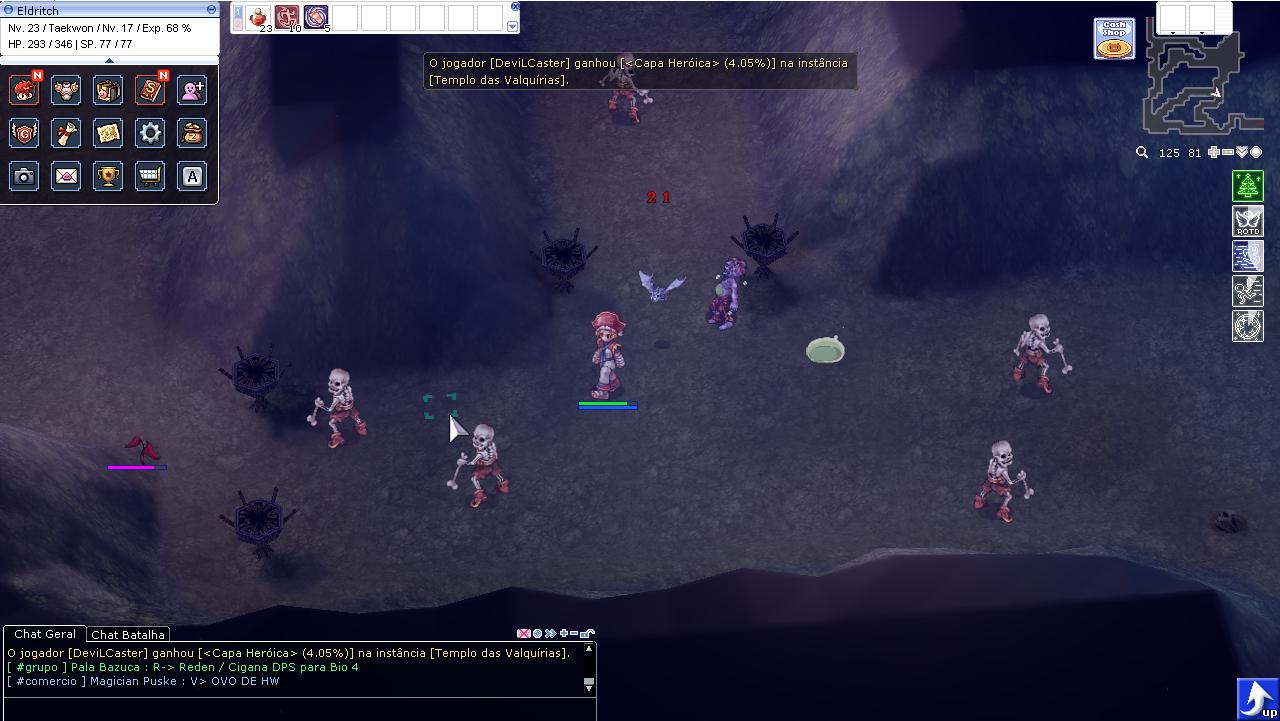 Eldritch
Nv. 23 / Taekwon / Nv. 17 / Exp. 68 %
HP. 293 / 346 | SP. 77 / 77
1
2
23
10
5
N
N
G
A
O jogador [DeviLCaster] ganhou [<Capa Heróica> (4.05%)] na instância
[Templo das Valquírias].
Cash
Shop
125 81
ROTD
2 1
Chat Geral
Chat Batalha
O jogador [DeviLCaster] ganhou [<Capa Heróica> (4.05%)] na instância [Templo das Valquírias].
[ #grupo ] Pala Bazuca : R-> Reden / Cigana DPS para Bio 4
[ #comercio ] Magician Puske : V> OVO DE HW
up